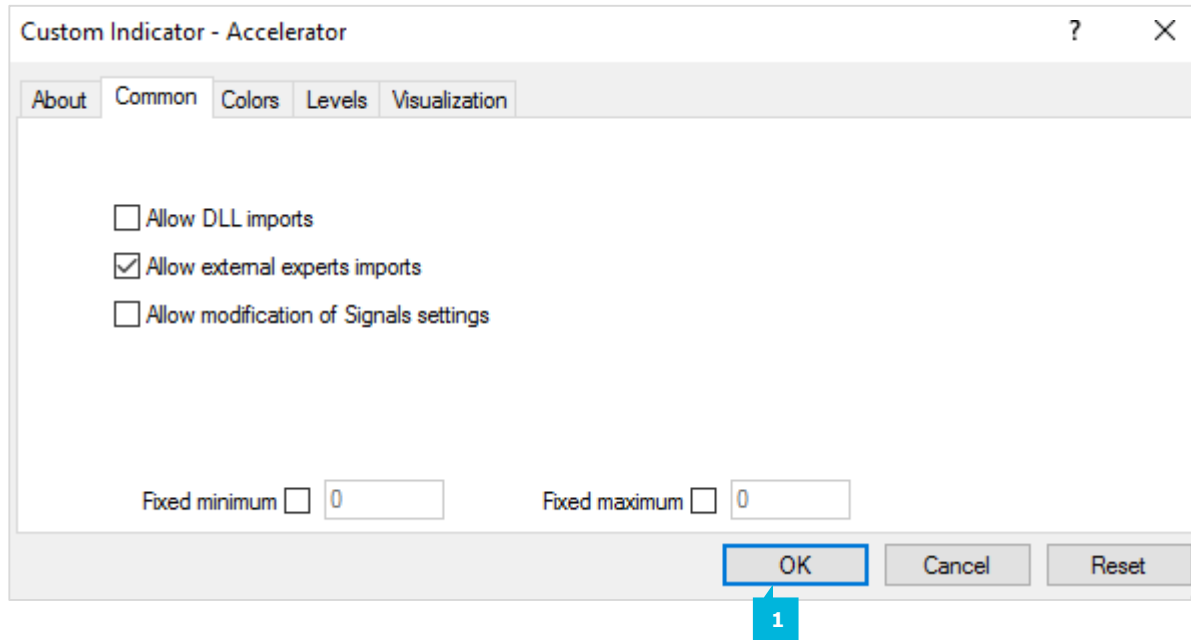 Custom Indicator - Accelerator ?
About Common Colors Levels Visualization
Allow DLL imports
Allow external experts imports
Allow modification of Signals settings
Fixed minimum 0 Fixed maximum 0
OK Cancel Reset
1